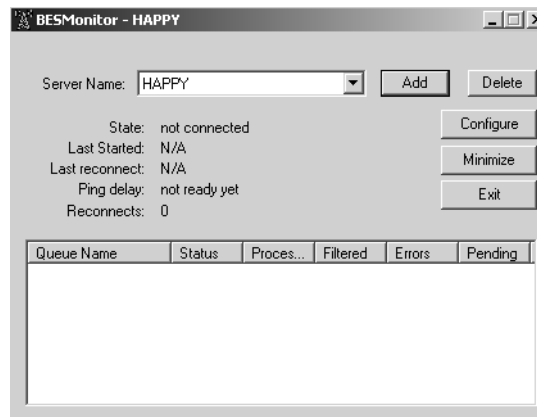 BESMonitor - HAPPY
Server Name: HAPPY Add Delete
State: not connected Configure
Last Started: N/A
Last reconnect: N/A Minimize
Ping delay: not ready yet
Reconnects: 0 Exit
Queue Name Status Proces... Filtered Errors Pending